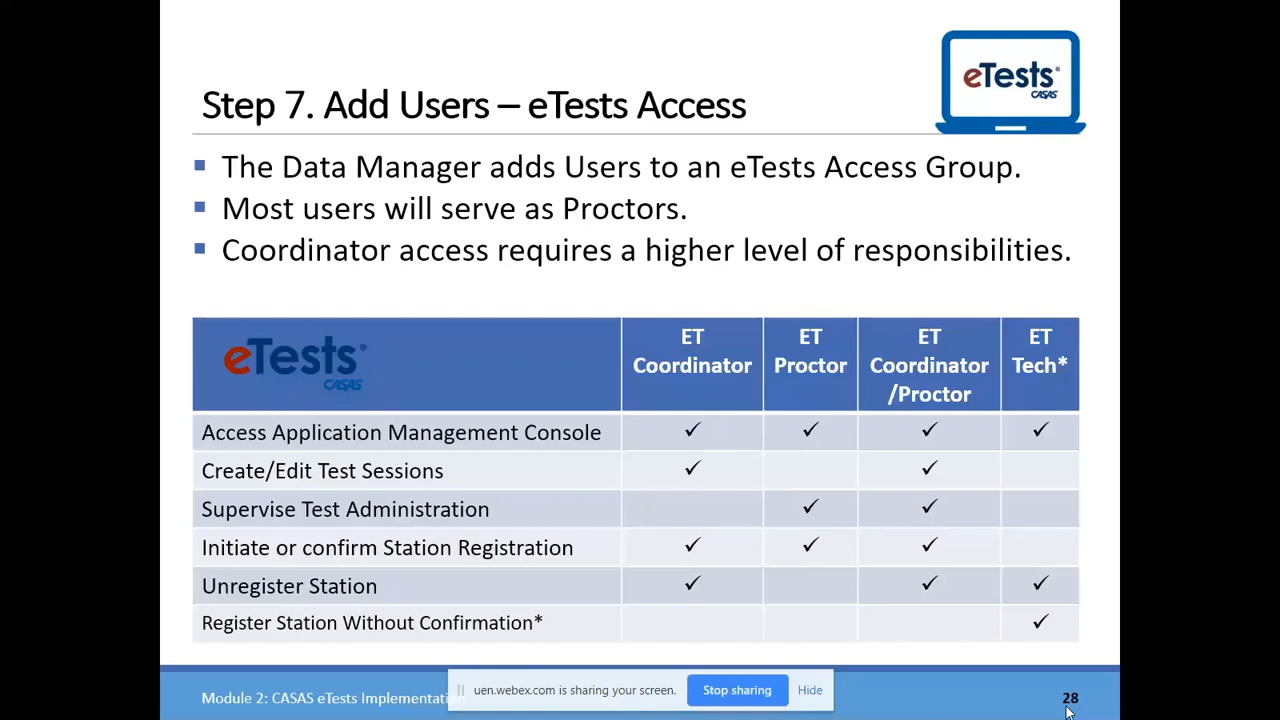 eTests®
CASAS
Step 7. Add Users – eTests Access
▪ The Data Manager adds Users to an eTests Access Group.
▪ Most users will serve as Proctors.
▪ Coordinator access requires a higher level of responsibilities.
eTests® CASAS | ET Coordinator | ET Proctor | ET Coordinator /Proctor | ET Tech*
Access Application Management Console ✓ ✓ ✓ ✓
Create/Edit Test Sessions ✓ ✓
Supervise Test Administration ✓ ✓
Initiate or confirm Station Registration ✓ ✓ ✓
Unregister Station ✓ ✓ ✓
Register Station Without Confirmation* ✓
Module 2: CASAS eTests
uen.webex.com is sharing your screen. Stop sharing Hide
28